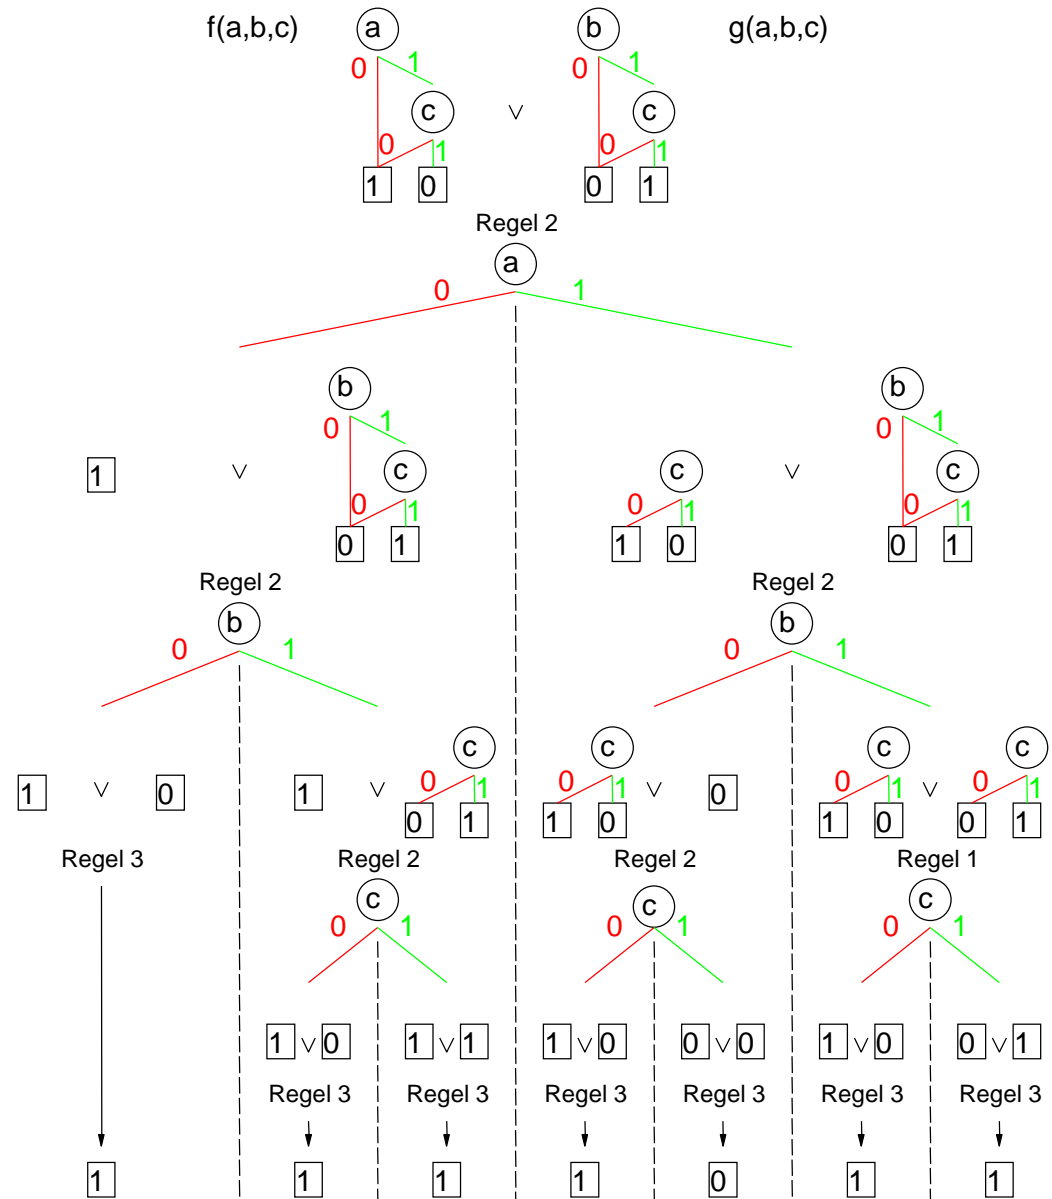 f(a,b,c) a b g(a,b,c)
0 1 0 1
c ∨ c
0 1 0 1
1 0 0 1
Regel 2
a
0 1
b b
0 1 0 1
1 ∨ c c ∨ c
0 1 0 1 0 1
0 1 1 0 0 1
Regel 2 Regel 2
b b
0 1 0 1
c c c c
1 ∨ 0 1 ∨ 0 1 0 1 ∨ 0 0 1 ∨ 0 1
0 1 1 0 1 0 0 1
Regel 3 Regel 2 Regel 2 Regel 1
c c c
0 1 0 1 0 1
1 ∨ 0 1 ∨ 1 1 ∨ 0 0 ∨ 0 1 ∨ 0 0 ∨ 1
Regel 3 Regel 3 Regel 3 Regel 3 Regel 3 Regel 3
1 1 1 1 0 1 1